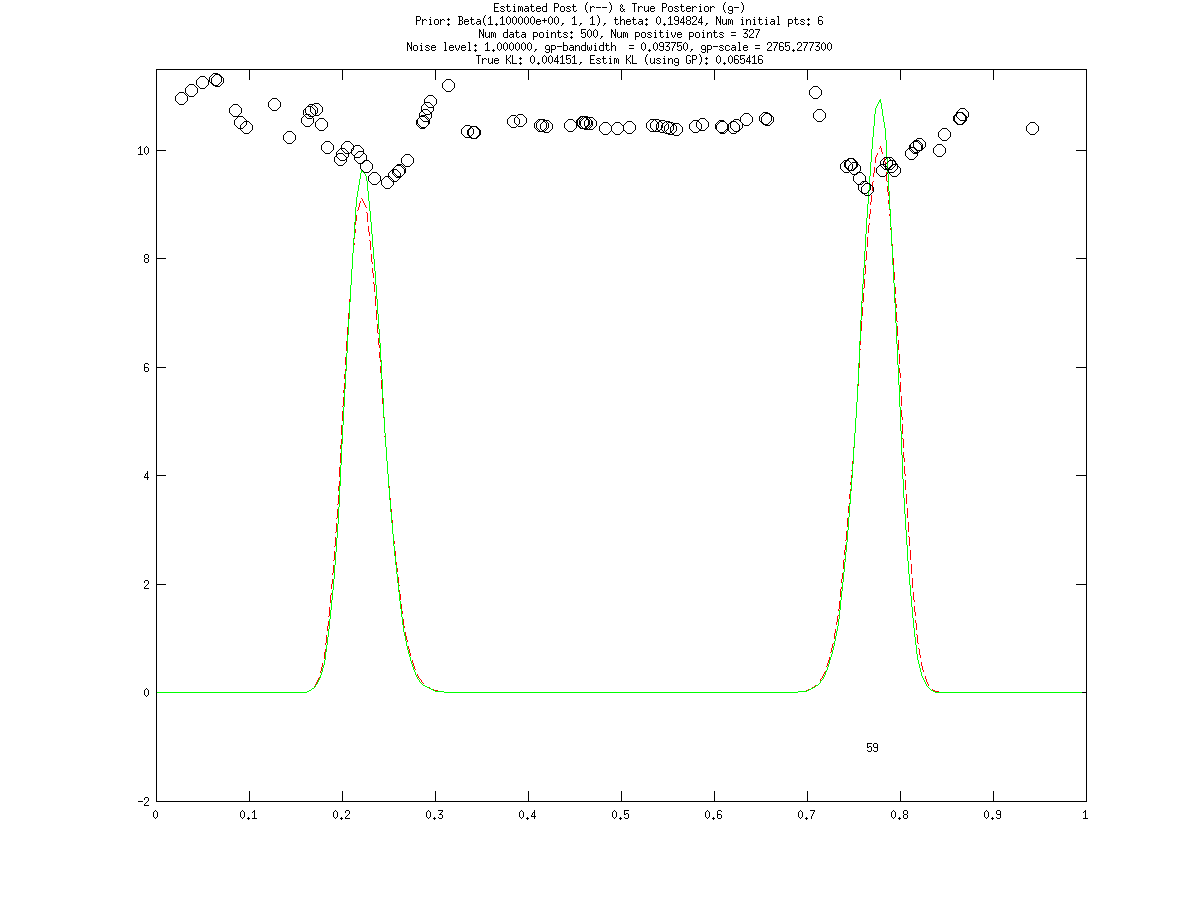 Estimated Post (r--) & True Posterior (g-)
Prior: Beta(1.100000e+00, 1, 1), theta: 0.194824, Num initial pts: 6
Num data points: 500, Num positive points = 327
Noise level: 1.000000, gp-bandwidth  = 0.093750, gp-scale = 2765.277300
True KL: 0.004151, Estim KL (using GP): 0.065416
10
8
6
4
2
0
59
-2
0 0.1 0.2 0.3 0.4 0.5 0.6 0.7 0.8 0.9 1